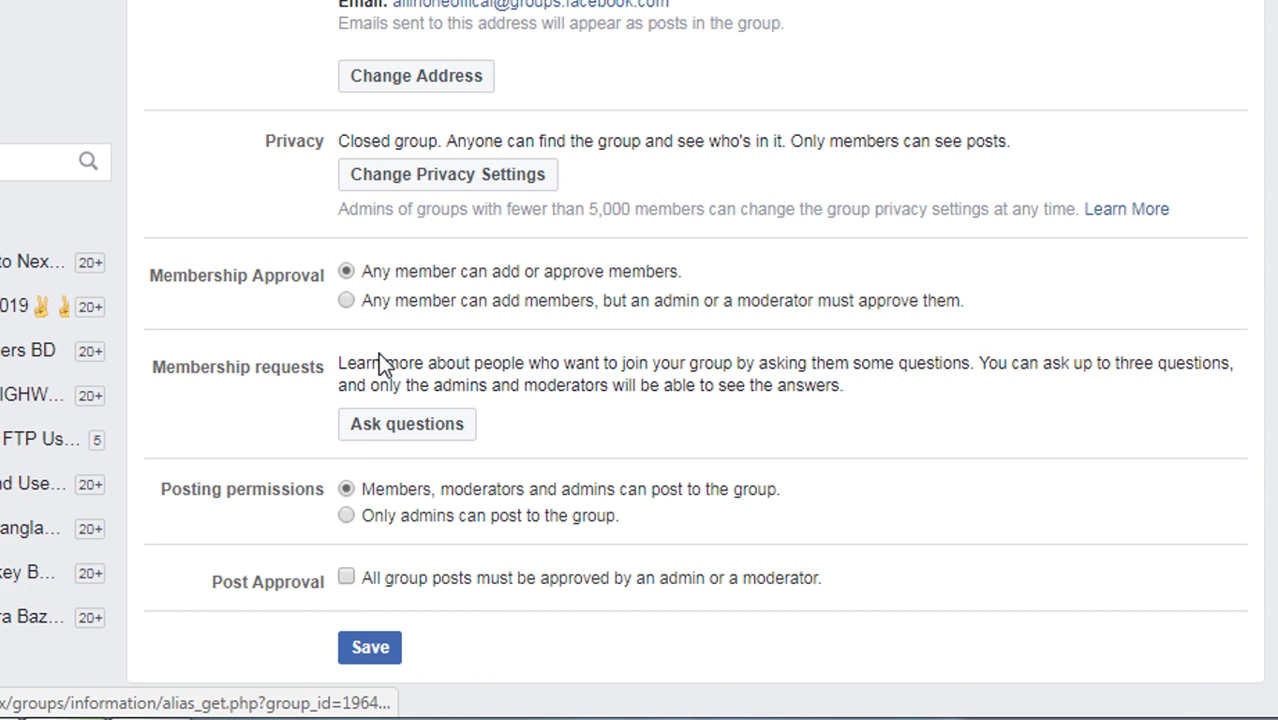 Email: allinoneoffical@groups.facebook.com
Emails sent to this address will appear as posts in the group.
Change Address
Privacy
Closed group. Anyone can find the group and see who's in it. Only members can see posts.
Change Privacy Settings
Admins of groups with fewer than 5,000 members can change the group privacy settings at any time. Learn More
to Nex... 20+
Membership Approval
Any member can add or approve members.
Any member can add members, but an admin or a moderator must approve them.
019✌️🤞 20+
ers BD 20+
Membership requests
Learn more about people who want to join your group by asking them some questions. You can ask up to three questions,
and only the admins and moderators will be able to see the answers.
Ask questions
IGHW... 20+
FTP Us... 5
nd Use... 20+
Posting permissions
Members, moderators and admins can post to the group.
Only admins can post to the group.
angla... 20+
key B... 20+
Post Approval
All group posts must be approved by an admin or a moderator.
ra Baz... 20+
Save
x/groups/information/alias_get.php?group_id=1964...